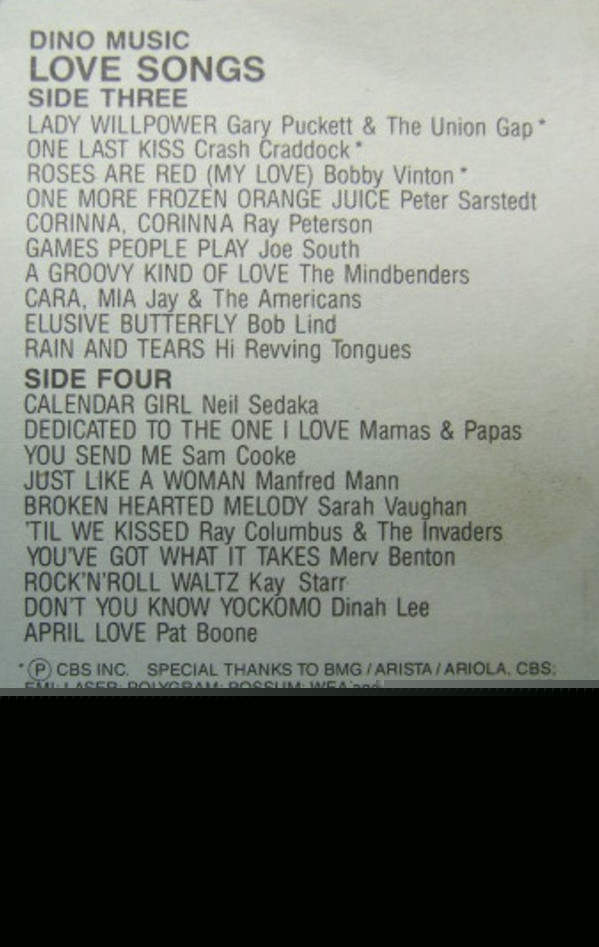 DINO MUSIC
LOVE SONGS
SIDE THREE
LADY WILLPOWER Gary Puckett & The Union Gap*
ONE LAST KISS Crash Craddock*
ROSES ARE RED (MY LOVE) Bobby Vinton*
ONE MORE FROZEN ORANGE JUICE Peter Sarstedt
CORINNA, CORINNA Ray Peterson
GAMES PEOPLE PLAY Joe South
A GROOVY KIND OF LOVE The Mindbenders
CARA, MIA Jay & The Americans
ELUSIVE BUTTERFLY Bob Lind
RAIN AND TEARS Hi Revving Tongues
SIDE FOUR
CALENDAR GIRL Neil Sedaka
DEDICATED TO THE ONE I LOVE Mamas & Papas
YOU SEND ME Sam Cooke
JUST LIKE A WOMAN Manfred Mann
BROKEN HEARTED MELODY Sarah Vaughan
'TIL WE KISSED Ray Columbus & The Invaders
YOU'VE GOT WHAT IT TAKES Merv Benton
ROCK'N'ROLL WALTZ Kay Starr
DON'T YOU KNOW YOCKOMO Dinah Lee
APRIL LOVE Pat Boone
*Ⓟ CBS INC. SPECIAL THANKS TO BMG/ARISTA/ARIOLA, CBS;
EMI; LASER; POLYGRAM; POSSUM; WEA and